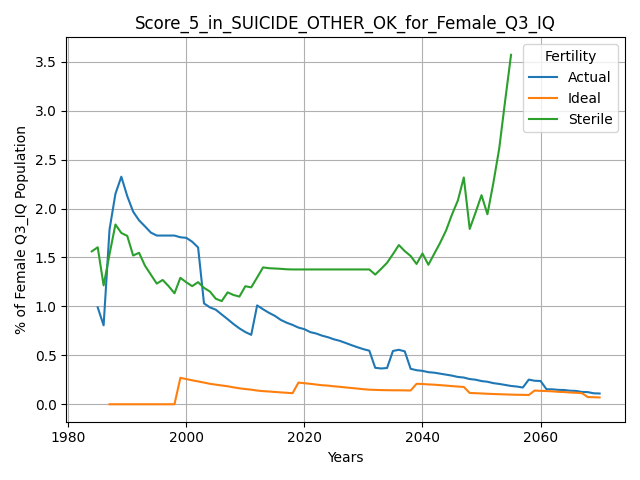 Score_5_in_SUICIDE_OTHER_OK_for_Female_Q3_IQ
% of Female Q3_IQ Population
3.5
3.0
2.5
2.0
1.5
1.0
0.5
0.0
Fertility
Actual
Ideal
Sterile
1980 2000 2020 2040 2060
Years